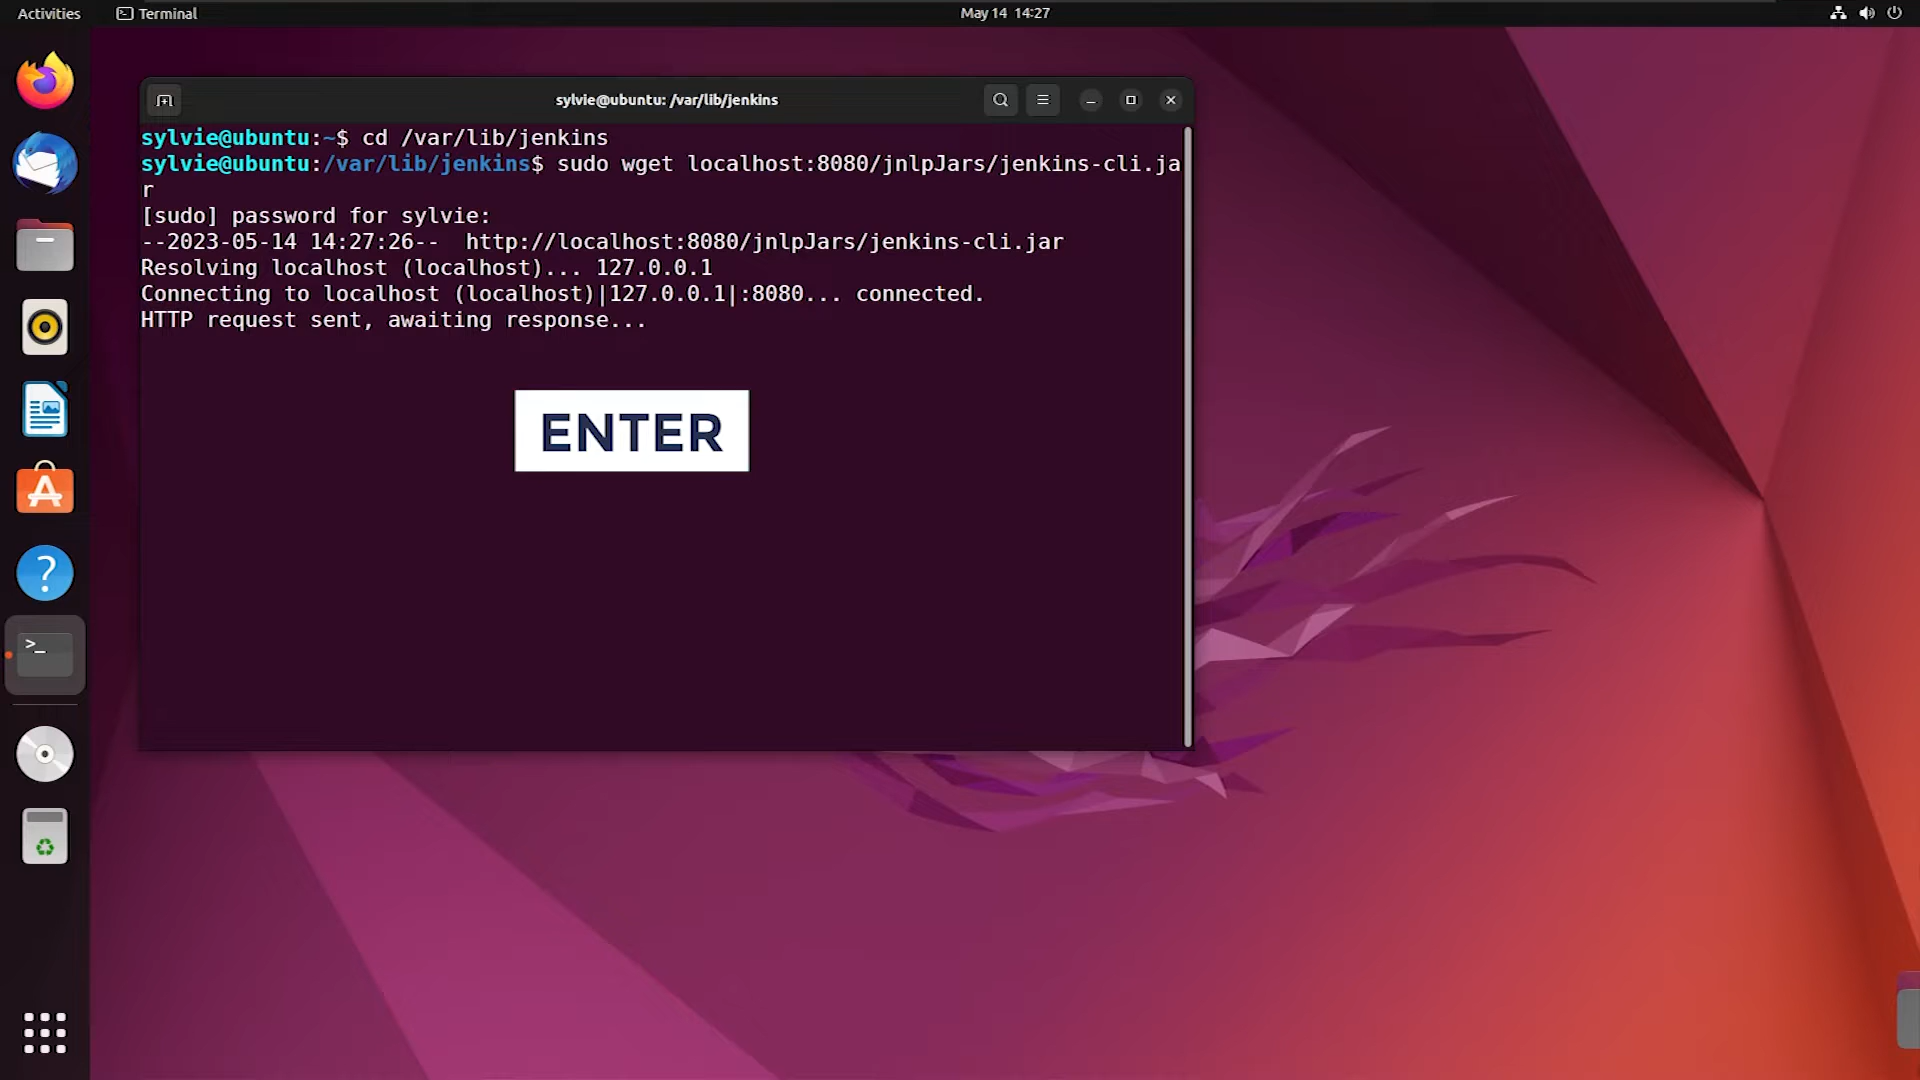 Activities
Terminal
May 14 14:27
sylvie@ubuntu: /var/lib/jenkins
sylvie@ubuntu:~$ cd /var/lib/jenkins
sylvie@ubuntu:/var/lib/jenkins$ sudo wget localhost:8080/jnlpJars/jenkins-cli.ja
r
[sudo] password for sylvie:
--2023-05-14 14:27:26--  http://localhost:8080/jnlpJars/jenkins-cli.jar
Resolving localhost (localhost)... 127.0.0.1
Connecting to localhost (localhost)|127.0.0.1|:8080... connected.
HTTP request sent, awaiting response...
ENTER